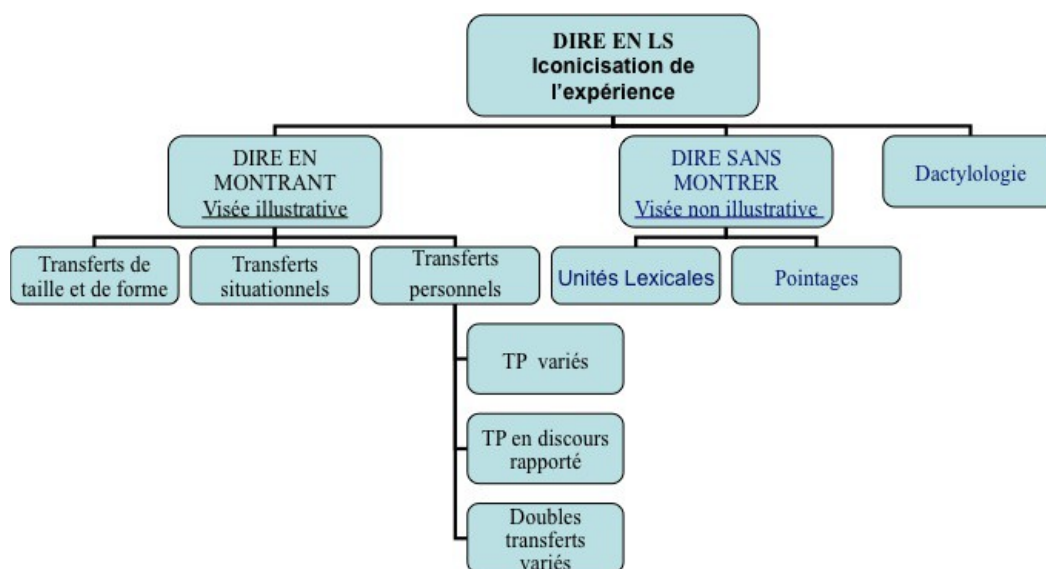 DIRE EN LS
Iconicisation de
l'expérience
DIRE EN
MONTRANT
Visée illustrative
DIRE SANS
MONTRER
Visée non illustrative
Dactylologie
Transferts de
taille et de forme
Transferts
situationnels
Transferts
personnels
Unités Lexicales
Pointages
TP variés
TP en discours
rapporté
Doubles
transferts
variés